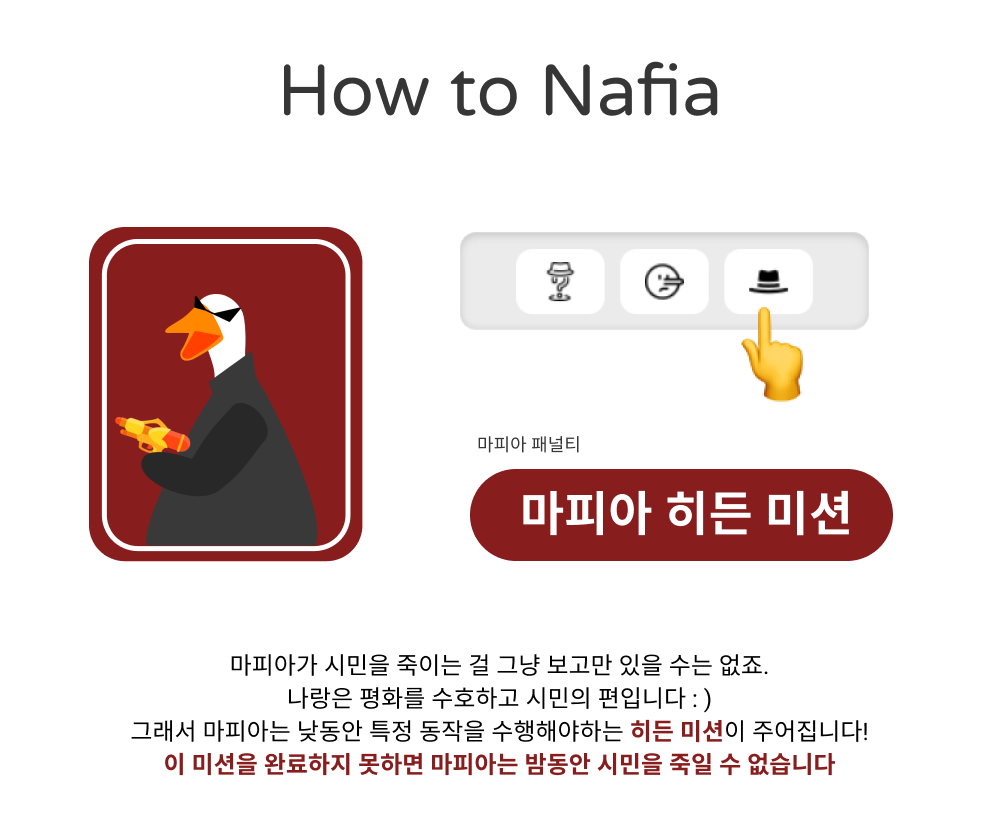 How to Nafia
마피아 패널티
마피아 히든 미션
마피아가 시민을 죽이는 걸 그냥 보고만 있을 수는 없죠.
나랑은 평화를 수호하고 시민의 편입니다 : )
그래서 마피아는 낮동안 특정 동작을 수행해야하는 히든 미션이 주어집니다!
이 미션을 완료하지 못하면 마피아는 밤동안 시민을 죽일 수 없습니다